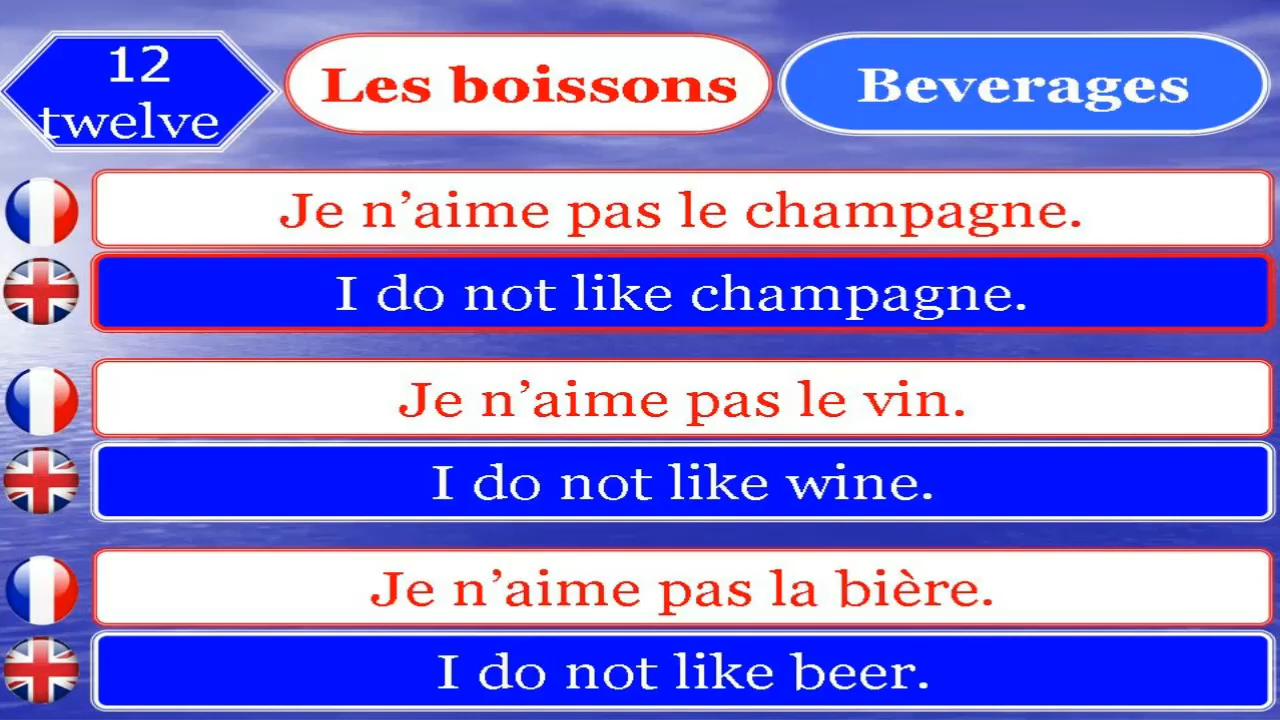 12
twelve
Les boissons
Beverages
Je n’aime pas le champagne.
I do not like champagne.
Je n’aime pas le vin.
I do not like wine.
Je n’aime pas la bière.
I do not like beer.